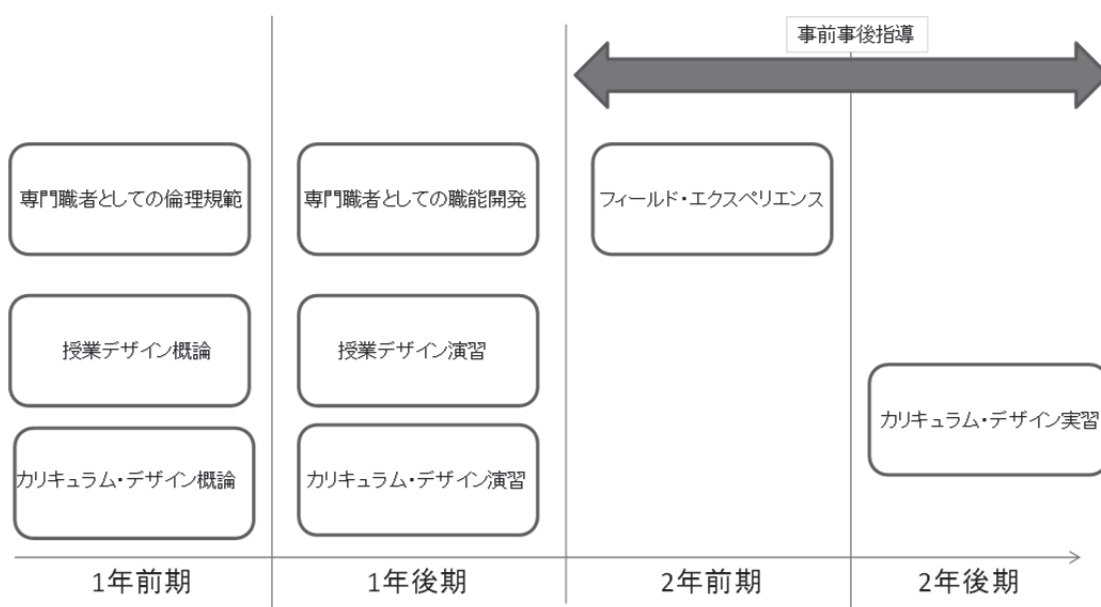 事前事後指導
専門職者としての倫理規範
専門職者としての職能開発
フィールド・エクスペリエンス
授業デザイン概論
授業デザイン演習
カリキュラム・デザイン実習
カリキュラム・デザイン概論
カリキュラム・デザイン演習
1年前期
1年後期
2年前期
2年後期